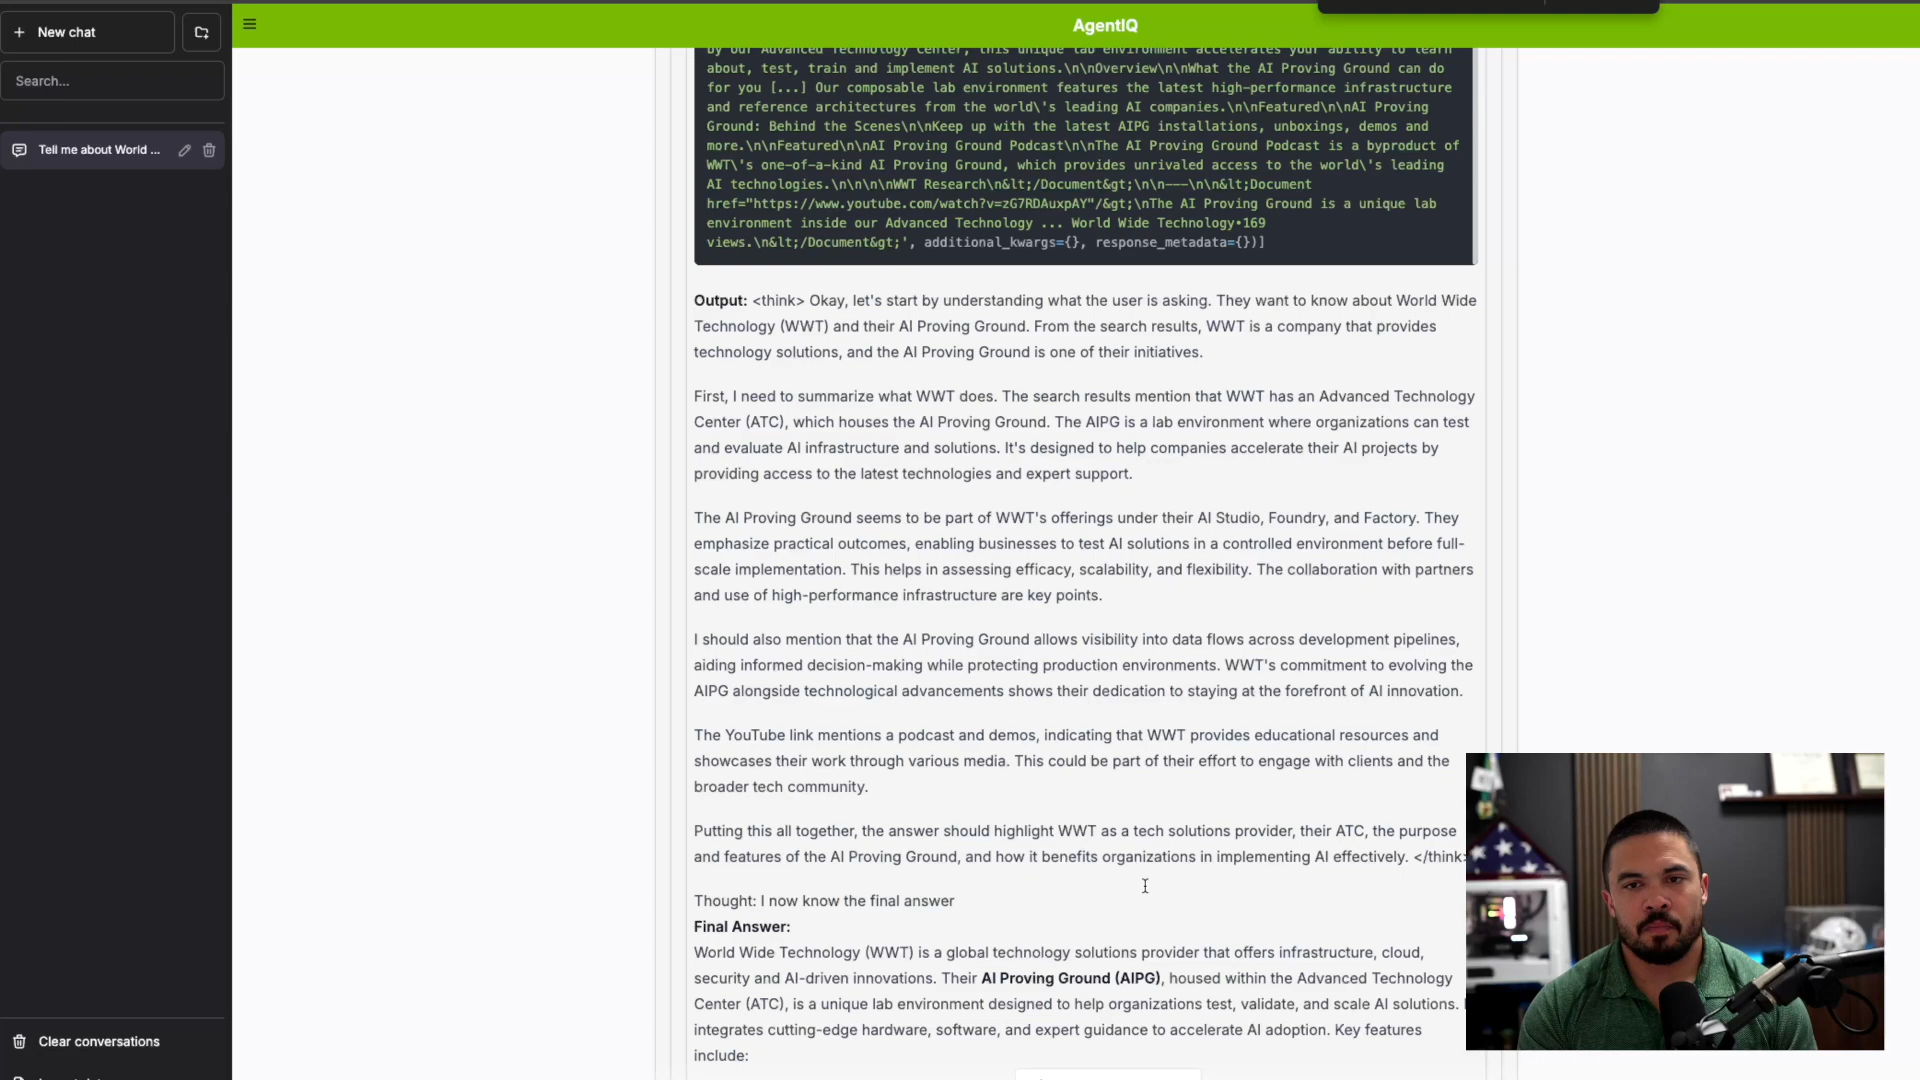 New chat
AgentIQ
Search...
Tell me about World ...
Clear conversations
by our Advanced Technology Center, this unique lab environment accelerates your ability to learn
about, test, train and implement AI solutions.\n\nOverview\n\nWhat the AI Proving Ground can do
for you [...] Our composable lab environment features the latest high-performance infrastructure
and reference architectures from the world\'s leading AI companies.\n\nFeatured\n\nAI Proving
Ground: Behind the Scenes\n\nKeep up with the latest AIPG installations, unboxings, demos and
more.\n\nFeatured\n\nAI Proving Ground Podcast\n\nThe AI Proving Ground Podcast is a byproduct of
WWT\'s one-of-a-kind AI Proving Ground, which provides unrivaled access to the world\'s leading
AI technologies.\n\n\n\nWWT Research\n&lt;/Document&gt;\n\n---\n\n&lt;Document
href="https://www.youtube.com/watch?v=zG7RDAuxpAY"/&gt;\nThe AI Proving Ground is a unique lab
environment inside our Advanced Technology ... World Wide Technology•169
views.\n&lt;/Document&gt;', additional_kwargs={}, response_metadata={})]
Output: <think> Okay, let's start by understanding what the user is asking. They want to know about World Wide
Technology (WWT) and their AI Proving Ground. From the search results, WWT is a company that provides
technology solutions, and the AI Proving Ground is one of their initiatives.
First, I need to summarize what WWT does. The search results mention that WWT has an Advanced Technology
Center (ATC), which houses the AI Proving Ground. The AIPG is a lab environment where organizations can test
and evaluate AI infrastructure and solutions. It's designed to help companies accelerate their AI projects by
providing access to the latest technologies and expert support.
The AI Proving Ground seems to be part of WWT's offerings under their AI Studio, Foundry, and Factory. They
emphasize practical outcomes, enabling businesses to test AI solutions in a controlled environment before full-
scale implementation. This helps in assessing efficacy, scalability, and flexibility. The collaboration with partners
and use of high-performance infrastructure are key points.
I should also mention that the AI Proving Ground allows visibility into data flows across development pipelines,
aiding informed decision-making while protecting production environments. WWT's commitment to evolving the
AIPG alongside technological advancements shows their dedication to staying at the forefront of AI innovation.
The YouTube link mentions a podcast and demos, indicating that WWT provides educational resources and
showcases their work through various media. This could be part of their effort to engage with clients and the
broader tech community.
Putting this all together, the answer should highlight WWT as a tech solutions provider, their ATC, the purpose
and features of the AI Proving Ground, and how it benefits organizations in implementing AI effectively. </think>
Thought: I now know the final answer
Final Answer:
World Wide Technology (WWT) is a global technology solutions provider that offers infrastructure, cloud,
security and AI-driven innovations. Their AI Proving Ground (AIPG), housed within the Advanced Technology
Center (ATC), is a unique lab environment designed to help organizations test, validate, and scale AI solutions.
integrates cutting-edge hardware, software, and expert guidance to accelerate AI adoption. Key features
include: